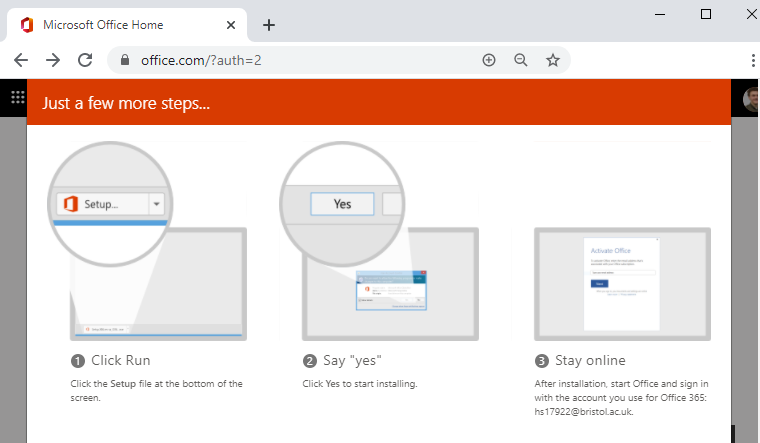 Microsoft Office Home
office.com/?auth=2
Just a few more steps...
Setup...
Yes
Activate Office
1 Click Run
2 Say "yes"
3 Stay online
Click the Setup file at the bottom of the
screen.
Click Yes to start installing.
After installation, start Office and sign in
with the account you use for Office 365:
hs17922@bristol.ac.uk.